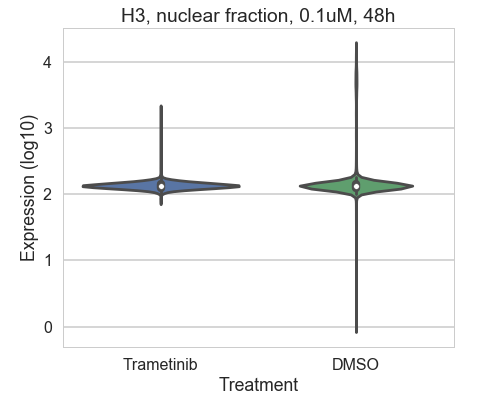 H3, nuclear fraction, 0.1uM, 48h
Expression (log10)
4
3
2
1
0
Trametinib
DMSO
Treatment